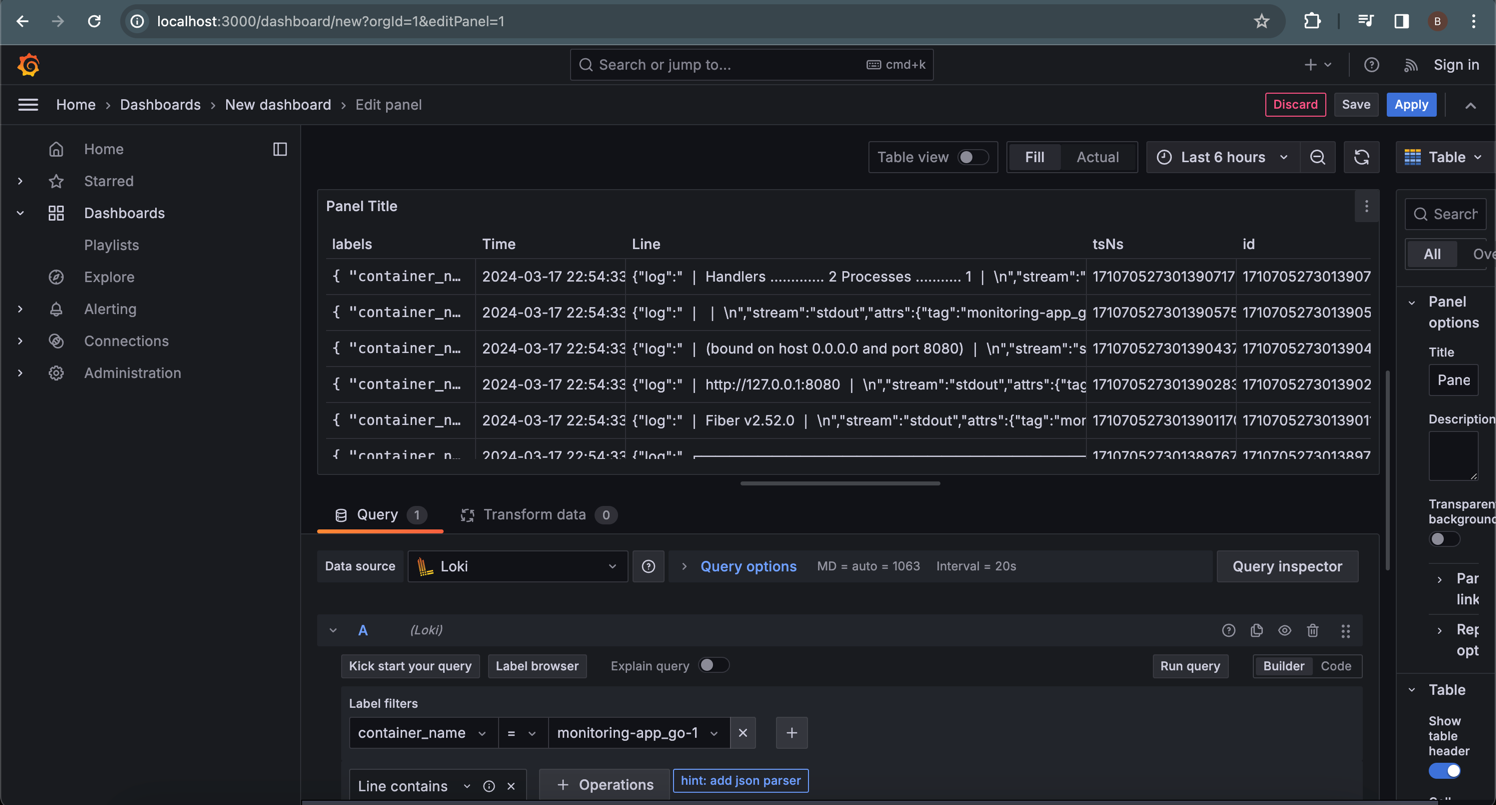 localhost:3000/dashboard/new?orgId=1&editPanel=1
B
Search or jump to...
cmd+k
Sign in
Home › Dashboards › New dashboard › Edit panel
Discard
Save
Apply
Home
Starred
Dashboards
Playlists
Explore
Alerting
Connections
Administration
Table view
Fill
Actual
Last 6 hours
Table
Panel Title
labels Time Line tsNs id
{ "container_n... 2024-03-17 22:54:33 {"log":" | Handlers ............. 2 Processes ........... 1 | \n","stream":" 171070527301390717 1710705273013907
{ "container_n... 2024-03-17 22:54:33 {"log":" | | \n","stream":"stdout","attrs":{"tag":"monitoring-app_g 171070527301390575 1710705273013905
{ "container_n... 2024-03-17 22:54:33 {"log":" | (bound on host 0.0.0.0 and port 8080) | \n","stream":"s 171070527301390437 1710705273013904
{ "container_n... 2024-03-17 22:54:33 {"log":" | http://127.0.0.1:8080 | \n","stream":"stdout","attrs":{"tag 171070527301390283 1710705273013902
{ "container_n... 2024-03-17 22:54:33 {"log":" | Fiber v2.52.0 | \n","stream":"stdout","attrs":{"tag":"mor 17107052730139011 1710705273013901
{ "container_n... 2024-03-17 22:54:33 {"log":" 171070527301389767 1710705273013897
Query 1
Transform data 0
Data source
Loki
Query options
MD = auto = 1063
Interval = 20s
Query inspector
A
(Loki)
Kick start your query
Label browser
Explain query
Run query
Builder
Code
Label filters
container_name
=
monitoring-app_go-1
+
Line contains
+ Operations
hint: add json parser
Search
All
Ove
Panel
options
Title
Pane
Description
Transparen
background
Par
link
Rep
opt
Table
Show
table
header